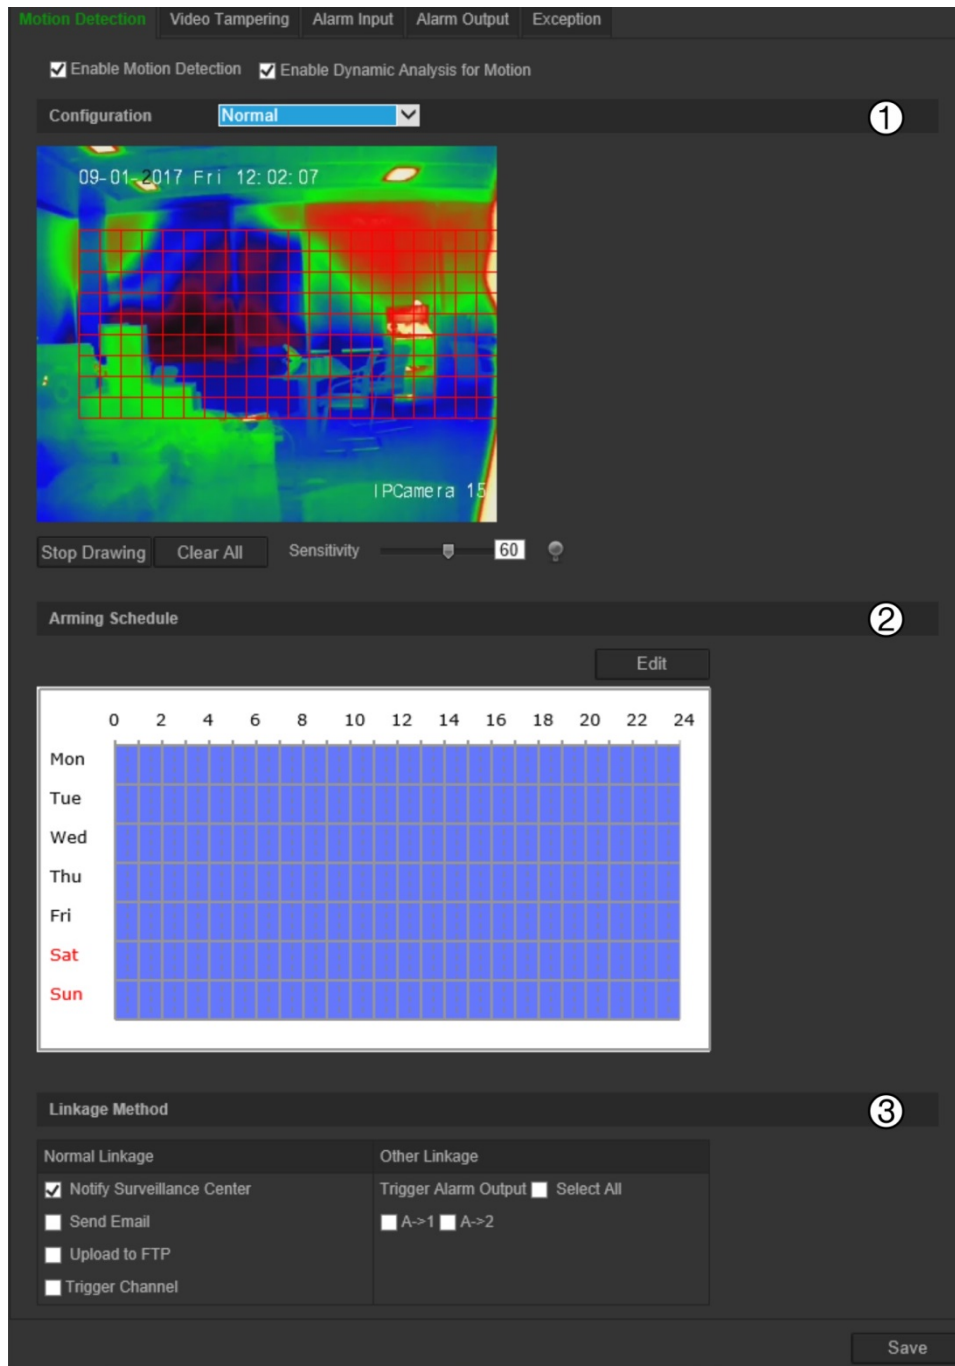 Motion Detection Video Tampering Alarm Input Alarm Output Exception
Enable Motion Detection Enable Dynamic Analysis for Motion
Configuration Normal ①
09-01-2017 Fri 12:02:07
IPCamera 15
Stop Drawing Clear All Sensitivity 60
Arming Schedule ②
Edit
0 2 4 6 8 10 12 14 16 18 20 22 24
Mon
Tue
Wed
Thu
Fri
Sat
Sun
Linkage Method ③
Normal Linkage Other Linkage
Notify Surveillance Center Trigger Alarm Output Select All
Send Email A->1 A->2
Upload to FTP
Trigger Channel
Save